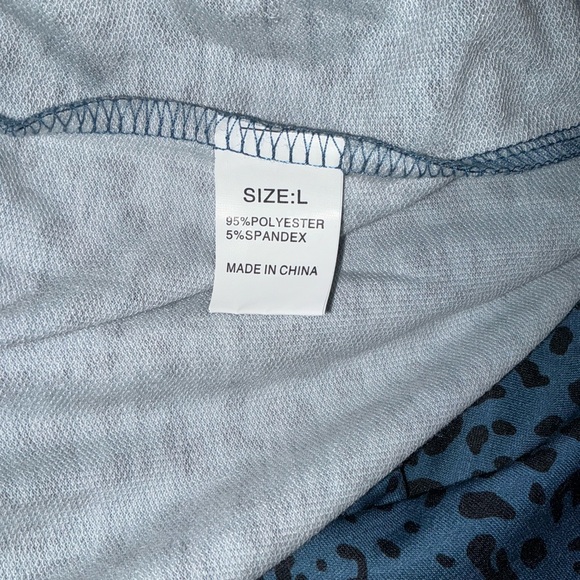 SIZE:L
95%POLYESTER
5%SPANDEX
MADE IN CHINA